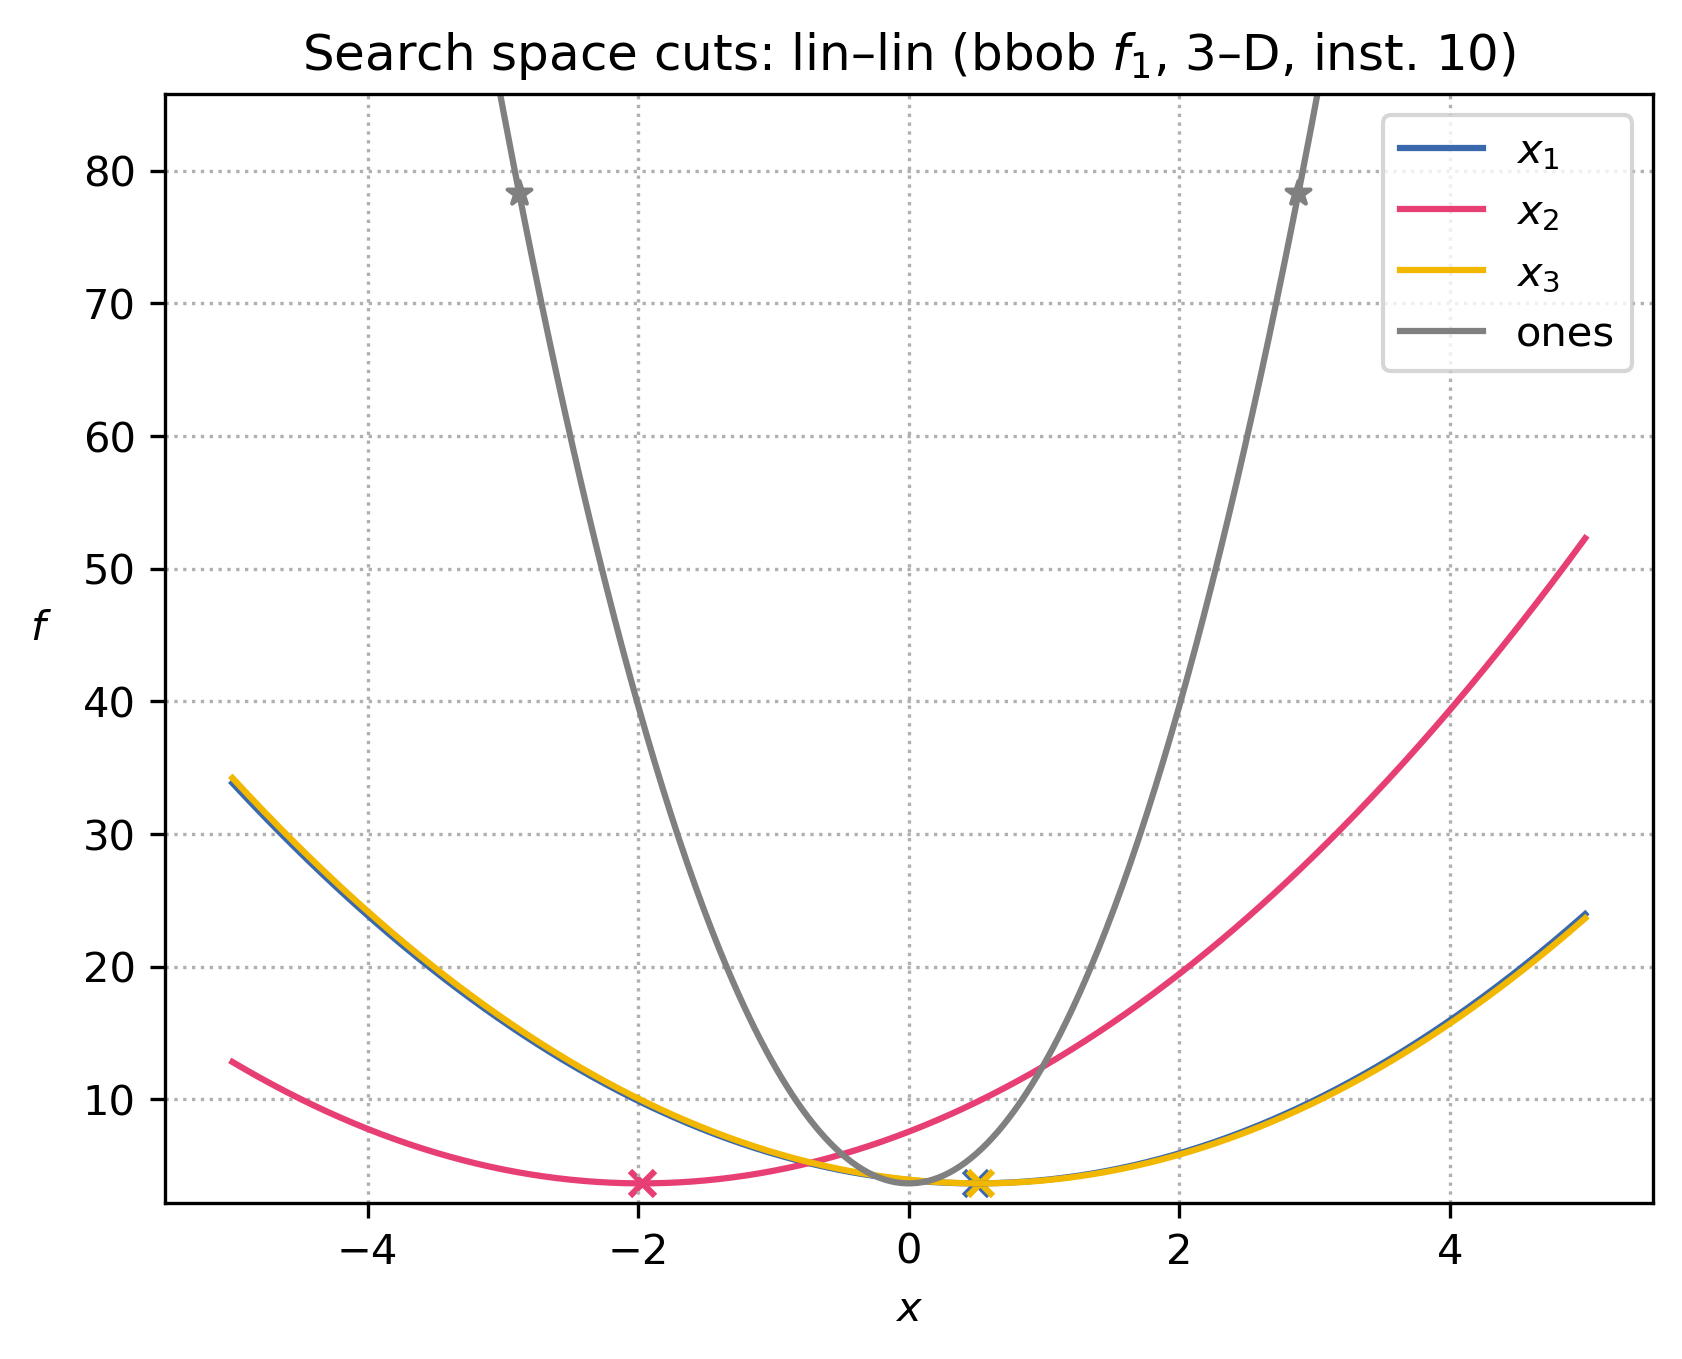 Search space cuts: lin–lin (bbob f₁, 3–D, inst. 10)
x₁
x₂
x₃
ones
80
70
60
50
40
30
20
10
f
−4 −2 0 2 4
x